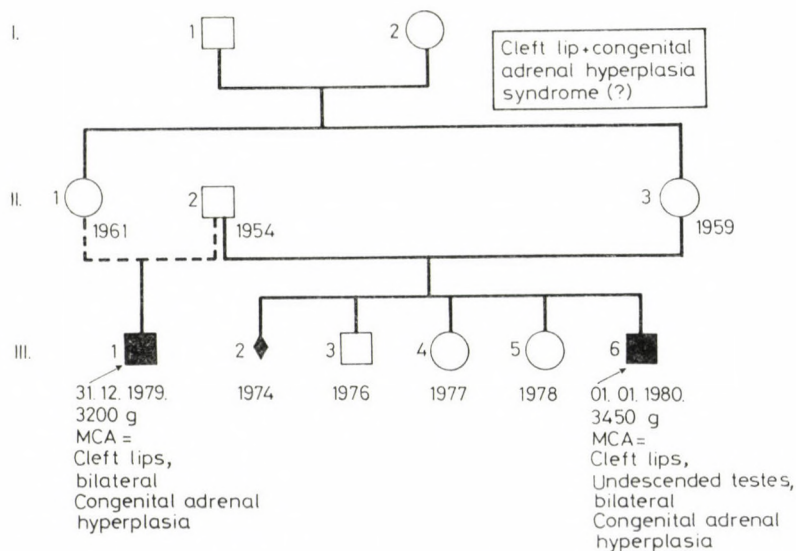 I.
1
2
Cleft lip+congenital
adrenal hyperplasia
syndrome (?)
II.
1
1961
2
1954
3
1959
III.
1
2
3
4
5
6
31. 12. 1979.
3200 g
MCA =
Cleft lips,
bilateral
Congenital adrenal
hyperplasia
1974
1976
1977
1978
01. 01. 1980.
3450 g
MCA =
Cleft lips,
Undescended testes,
bilateral
Congenital adrenal
hyperplasia